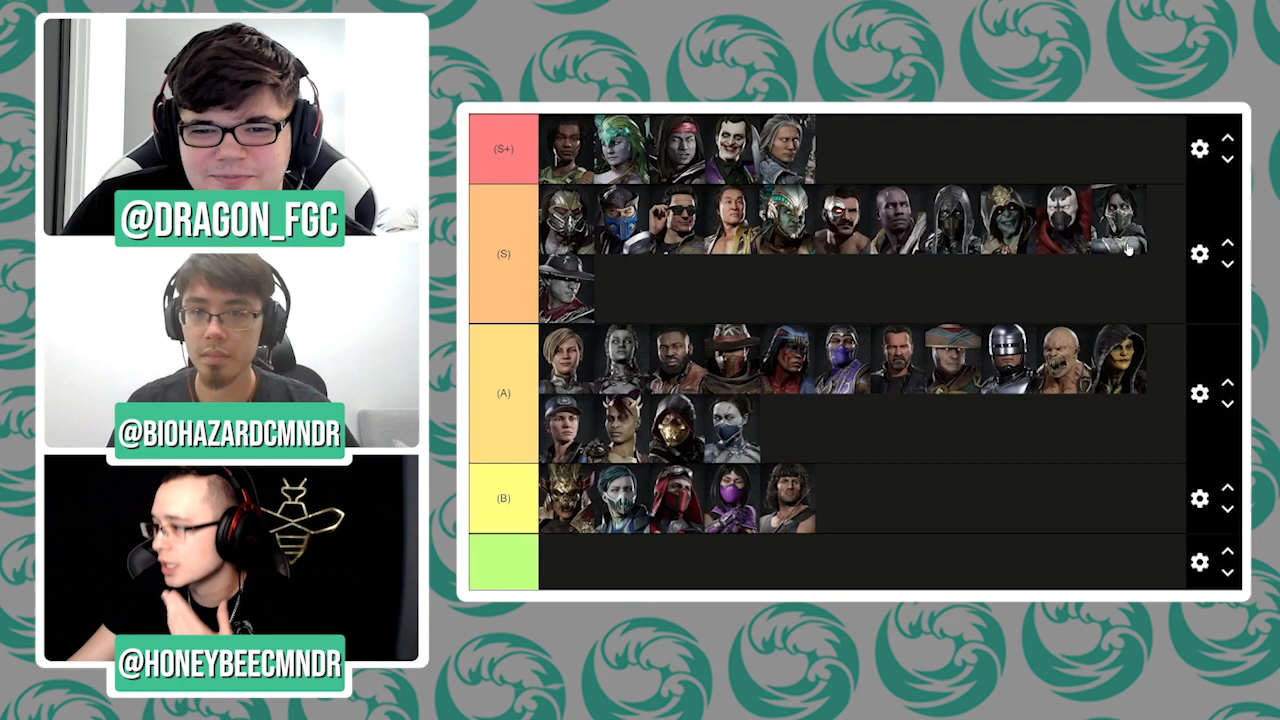 @DRAGON_FGC
@BIOHAZARDCMNDR
@HONEYBEECMNDR
(S+)
(S)
(A)
(B)